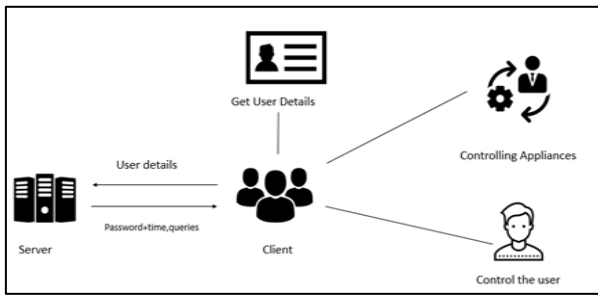 Get User Details
User details
Controlling Appliances
Password+time,queries
Server
Client
Control the user